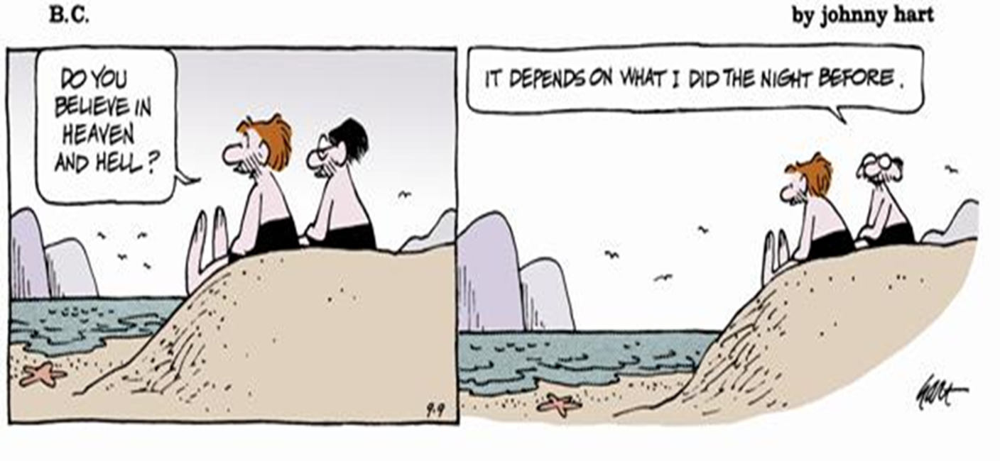 B.C.
by johnny hart
DO YOU
BELIEVE IN
HEAVEN
AND HELL?
IT DEPENDS ON WHAT I DID THE NIGHT BEFORE.
9.9
hart